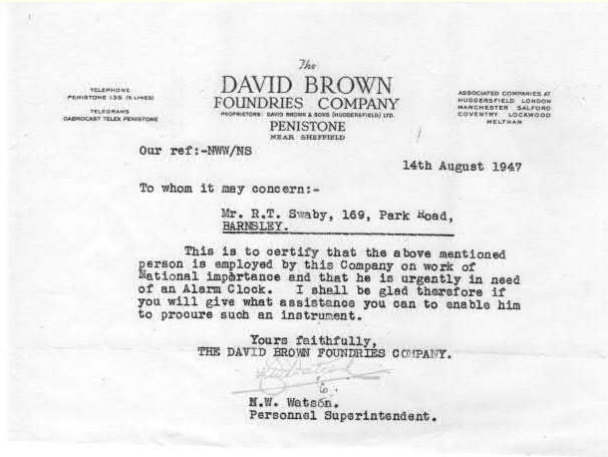 The
DAVID BROWN
FOUNDRIES COMPANY
PROPRIETORS: DAVID BROWN & SONS (HUDDERSFIELD) LTD.
PENISTONE
NEAR SHEFFIELD
TELEPHONE
PENISTONE 135 (5 LINES)
TELEGRAMS
DABROCAST TELEX PENISTONE
ASSOCIATED COMPANIES AT
HUDDERSFIELD LONDON
MANCHESTER SALFORD
COVENTRY LOCKWOOD
MELTHAM
Our ref:-NWW/NS
14th August 1947
To whom it may concern:-
Mr. R.T. Swaby, 169, Park Road,
BARNSLEY.
This is to certify that the above mentioned
person is employed by this Company on work of
National importance and that he is urgently in need
of an Alarm Clock. I shall be glad therefore if
you will give what assistance you can to enable him
to procure such an instrument.
Yours faithfully,
THE DAVID BROWN FOUNDRIES COMPANY.
N.W. Watson.
Personnel Superintendent.